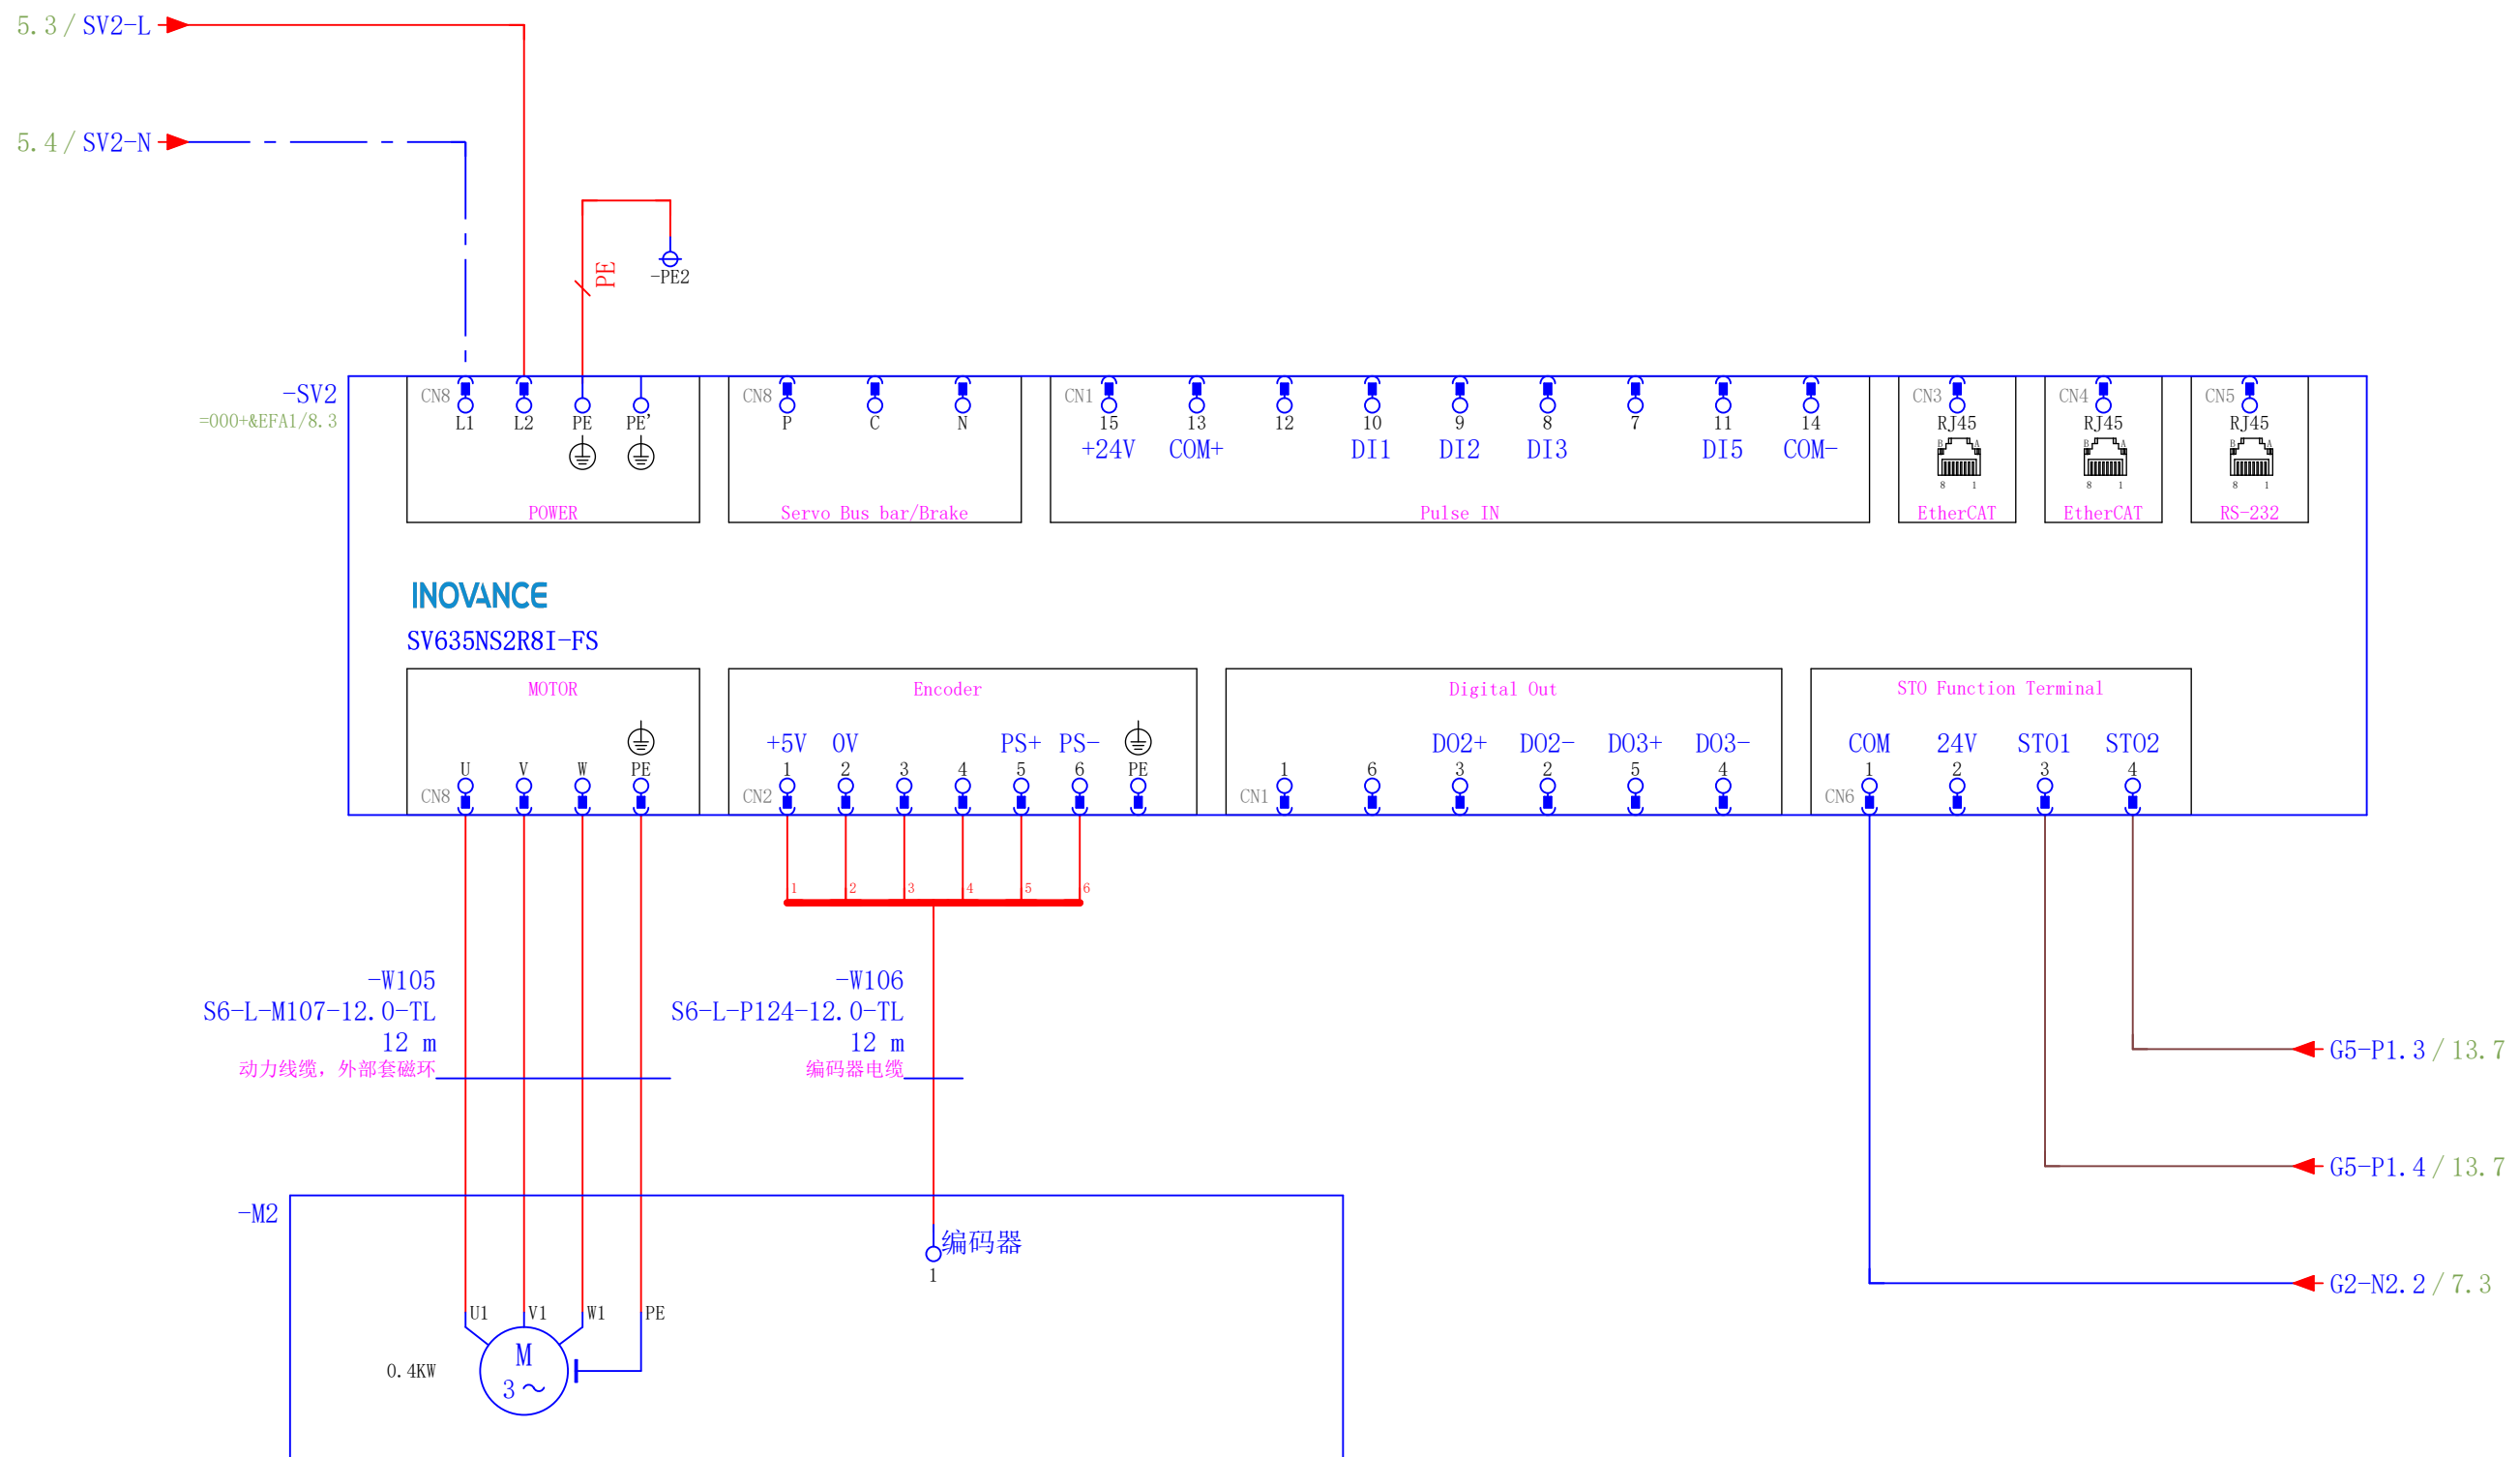 5.3 / SV2-L
5.4 / SV2-N
PE
-PE2
-SV2
=000+&EFA1/8.3
CN8
L1 L2 PE PE'
POWER
CN8
P C N
Servo Bus bar/Brake
CN1
15 13 12 10 9 8 7 11 14
+24V COM+ DI1 DI2 DI3 DI5 COM-
Pulse IN
CN3
RJ45
B A
8 1
EtherCAT
CN4
RJ45
B A
8 1
EtherCAT
CN5
RJ45
B A
8 1
RS-232
INOVANCE
SV635NS2R8I-FS
MOTOR
U V W PE
CN8
Encoder
+5V 0V PS+ PS-
1 2 3 4 5 6 PE
CN2
Digital Out
DO2+ DO2- DO3+ DO3-
1 6 3 2 5 4
CN1
STO Function Terminal
COM 24V STO1 STO2
1 2 3 4
CN6
1 2 3 4 5 6
-W105
S6-L-M107-12.0-TL
12 m
动力线缆,外部套磁环
-W106
S6-L-P124-12.0-TL
12 m
编码器电缆
G5-P1.3 / 13.7
G5-P1.4 / 13.7
G2-N2.2 / 7.3
-M2
编码器
1
U1 V1 W1 PE
M
3～
0.4KW